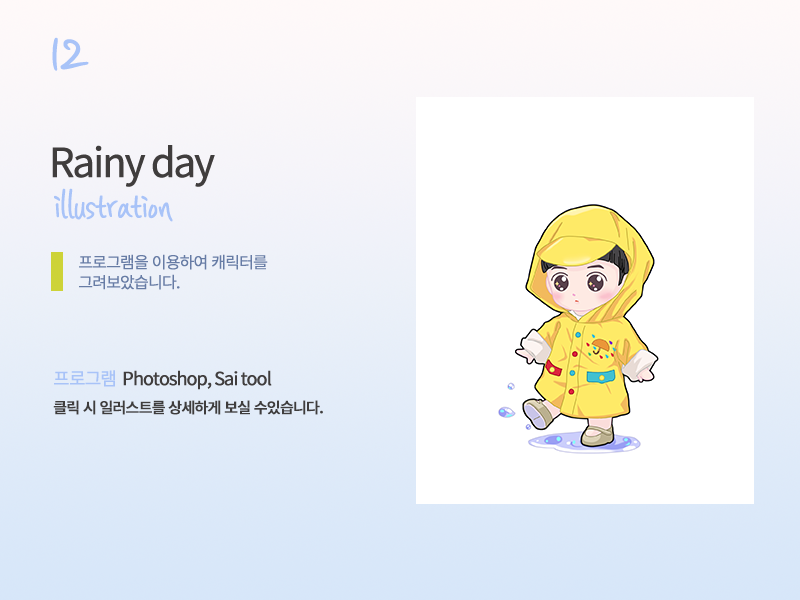 12
Rainy day
illustration
프로그램을 이용하여 캐릭터를
그려보았습니다.
프로그램 Photoshop, Sai tool
클릭 시 일러스트를 상세하게 보실 수있습니다.